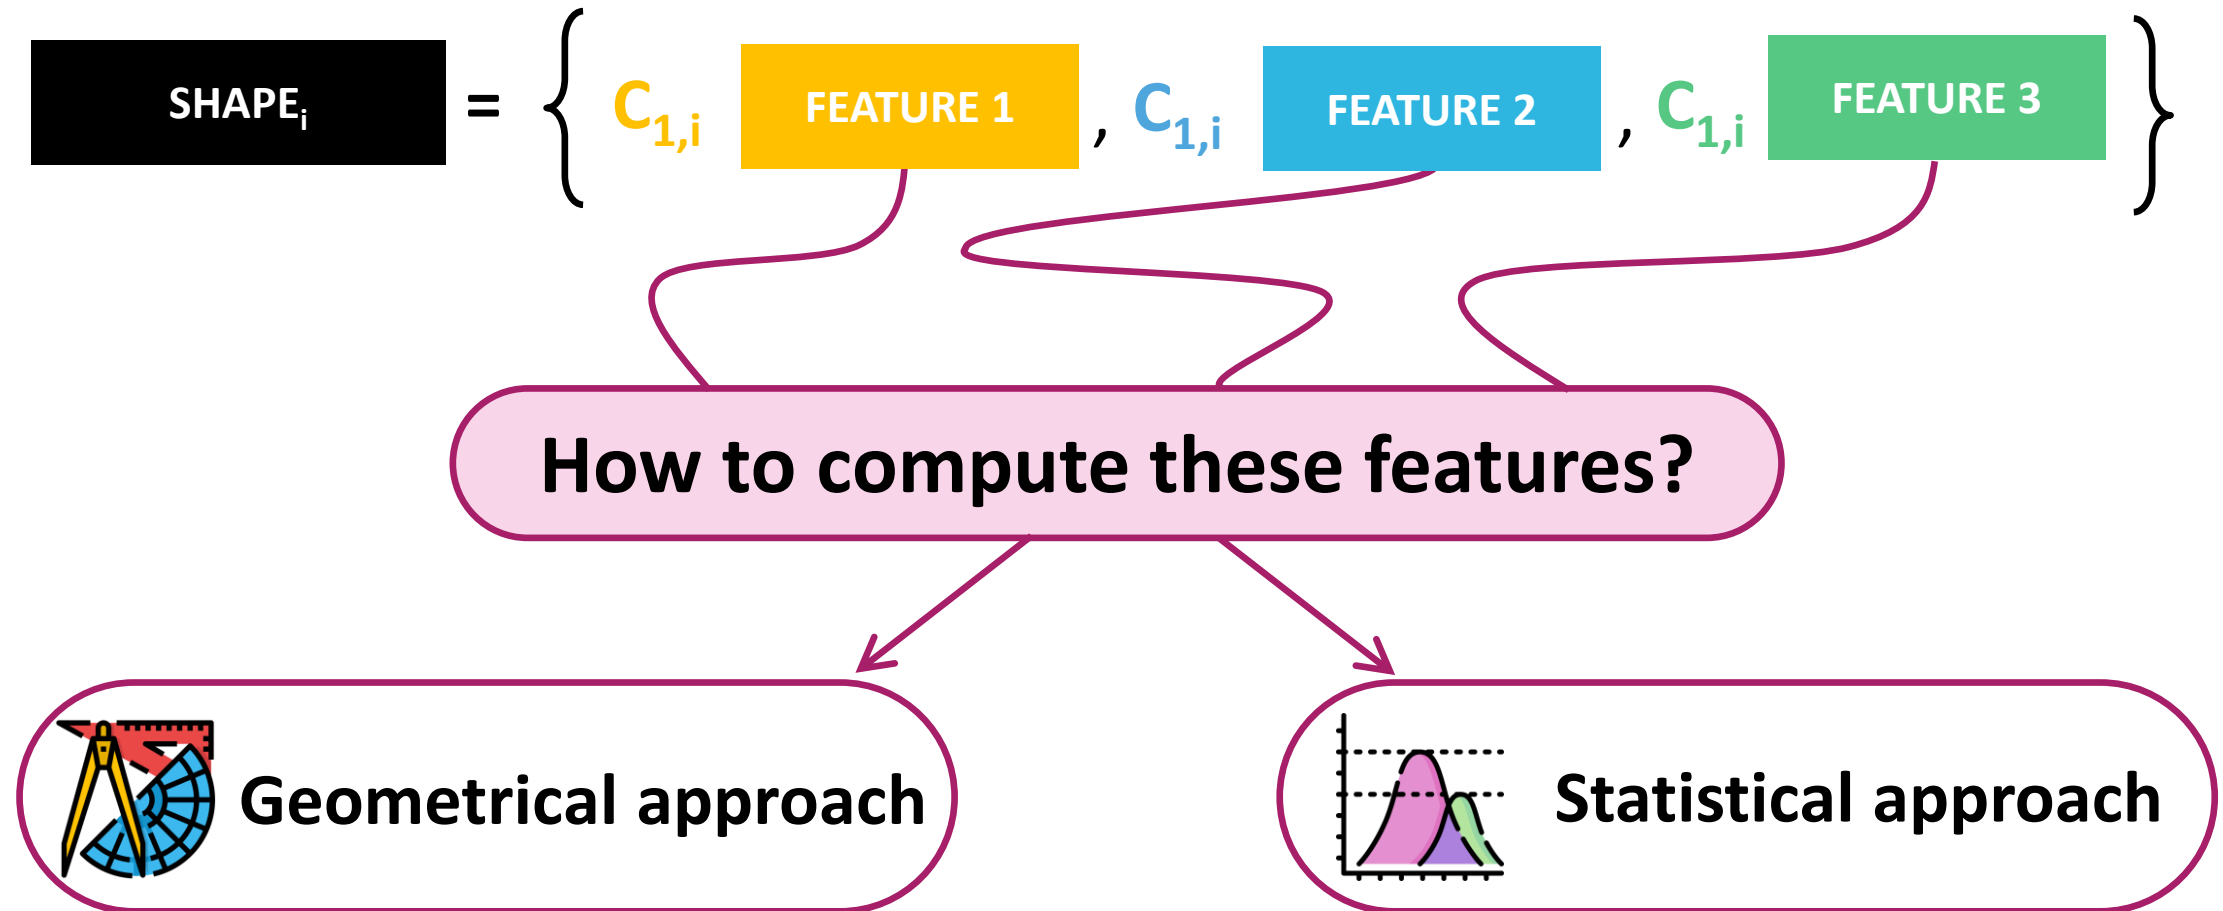 SHAPEi = { C1,i FEATURE 1 , C1,i FEATURE 2 , C1,i FEATURE 3 }
How to compute these features?
Geometrical approach
Statistical approach